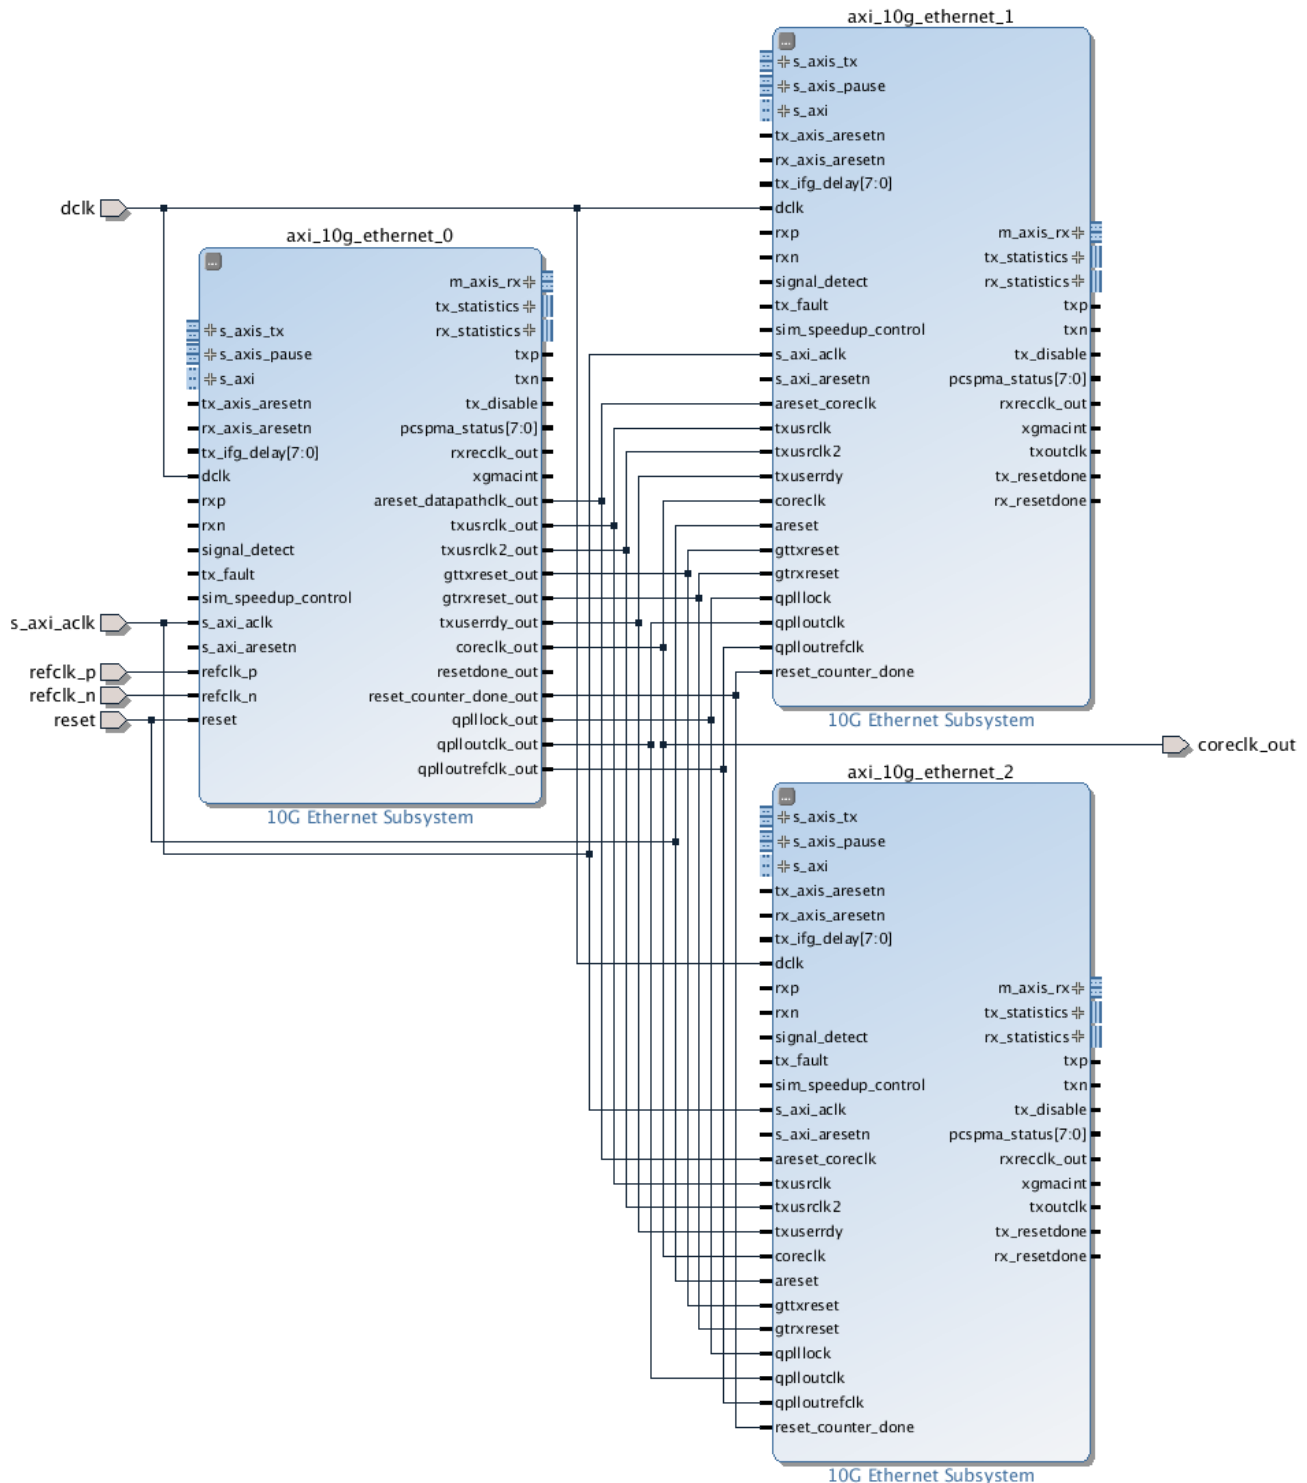 axi_10g_ethernet_1
s_axis_tx
s_axis_pause
s_axi
tx_axis_aresetn
rx_axis_aresetn
tx_ifg_delay[7:0]
dclk
rxp
rxn
signal_detect
tx_fault
sim_speedup_control
s_axi_aclk
s_axi_aresetn
areset_coreclk
txusrclk
txusrclk2
txuserrdy
coreclk
areset
gttxreset
gtrxreset
qplllock
qplloutclk
qplloutrefclk
reset_counter_done
m_axis_rx
tx_statistics
rx_statistics
txp
txn
tx_disable
pcspma_status[7:0]
rxrecclk_out
xgmacint
txoutclk
tx_resetdone
rx_resetdone
10G Ethernet Subsystem
dclk
s_axi_aclk
refclk_p
refclk_n
reset
axi_10g_ethernet_0
s_axis_tx
s_axis_pause
s_axi
tx_axis_aresetn
rx_axis_aresetn
tx_ifg_delay[7:0]
dclk
rxp
rxn
signal_detect
tx_fault
sim_speedup_control
s_axi_aclk
s_axi_aresetn
refclk_p
refclk_n
reset
m_axis_rx
tx_statistics
rx_statistics
txp
txn
tx_disable
pcspma_status[7:0]
rxrecclk_out
xgmacint
areset_datapathclk_out
txusrclk_out
txusrclk2_out
gttxreset_out
gtrxreset_out
txuserrdy_out
coreclk_out
resetdone_out
reset_counter_done_out
qplllock_out
qplloutclk_out
qplloutrefclk_out
10G Ethernet Subsystem
coreclk_out
axi_10g_ethernet_2
s_axis_tx
s_axis_pause
s_axi
tx_axis_aresetn
rx_axis_aresetn
tx_ifg_delay[7:0]
dclk
rxp
rxn
signal_detect
tx_fault
sim_speedup_control
s_axi_aclk
s_axi_aresetn
areset_coreclk
txusrclk
txusrclk2
txuserrdy
coreclk
areset
gttxreset
gtrxreset
qplllock
qplloutclk
qplloutrefclk
reset_counter_done
m_axis_rx
tx_statistics
rx_statistics
txp
txn
tx_disable
pcspma_status[7:0]
rxrecclk_out
xgmacint
txoutclk
tx_resetdone
rx_resetdone
10G Ethernet Subsystem